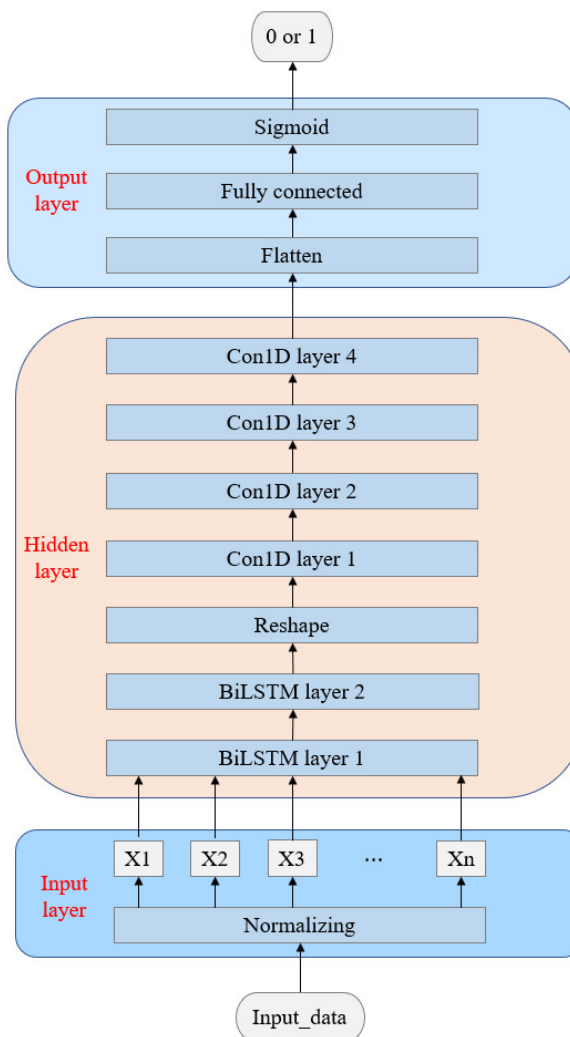 0 or 1
Sigmoid
Output
layer
Fully connected
Flatten
Con1D layer 4
Con1D layer 3
Con1D layer 2
Hidden
layer
Con1D layer 1
Reshape
BiLSTM layer 2
BiLSTM layer 1
X1 X2 X3 ... Xn
Input
layer
Normalizing
Input_data